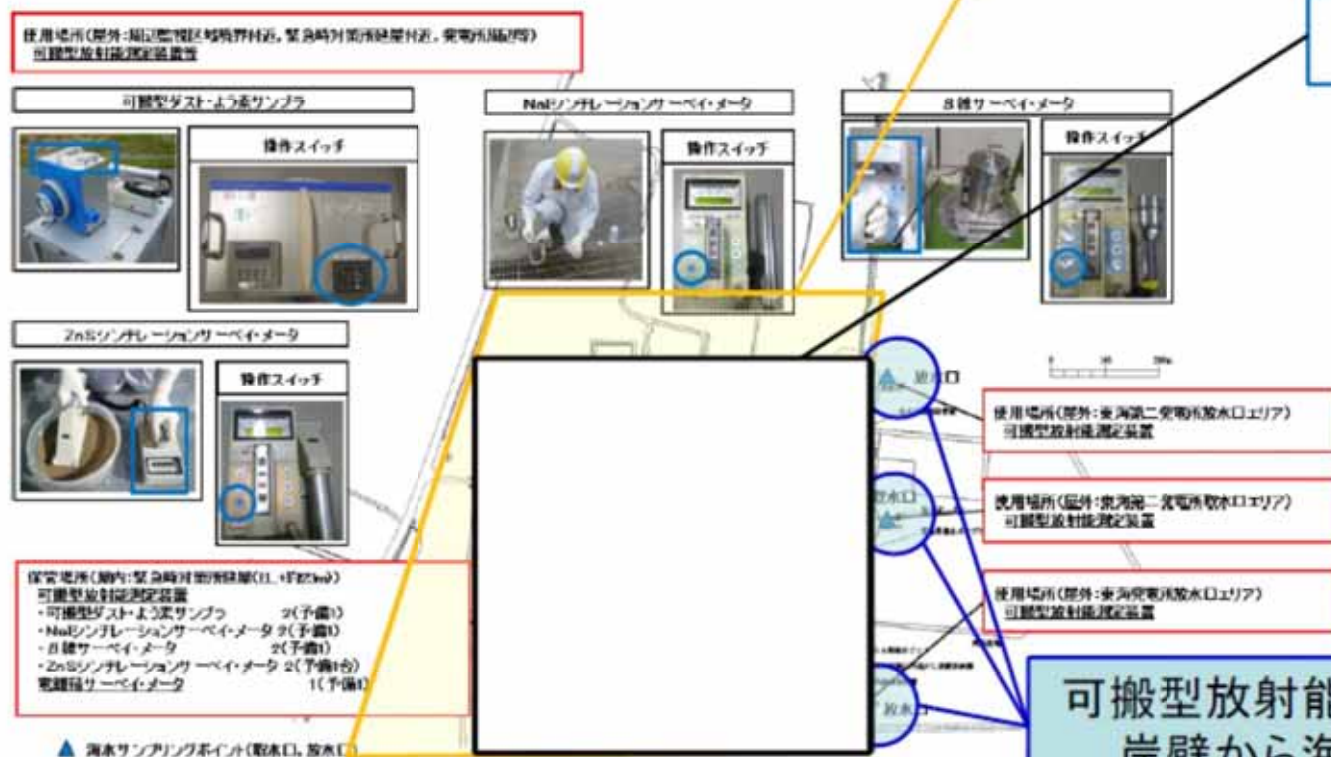 使用場所(屋外:周辺監視区域境界付近，緊急時対策所建屋付近，発電所周辺等)
可搬型放射能測定装置等
可搬型ダスト・よう素サンプラ
NaIシンチレーションサーベイ・メータ
β線サーベイ・メータ
操作スイッチ
操作スイッチ
操作スイッチ
ZnSシンチレーションサーベイ・メータ
操作スイッチ
放水口
使用場所(屋外:東海第二発電所放水口エリア)
可搬型放射能測定装置
取水口
使用場所(屋外:東海第二発電所取水口エリア)
可搬型放射能測定装置
使用場所(屋外:東海発電所放水口エリア)
可搬型放射能測定装置
保管場所(屋内:緊急時対策所建屋
可搬型放射能測定装置
・可搬型ダスト・よう素サンプラ 2(予備1)
・NaIシンチレーションサーベイ・メータ 2(予備1)
・β線サーベイ・メータ 2(予備1)
・ZnSシンチレーションサーベイ・メータ 2(予備1台)
電離箱サーベイ・メータ 1(予備1)
放水口
▲ 海水サンプリングポイント(取水口，放水口)
可搬型放射能
岸壁から海